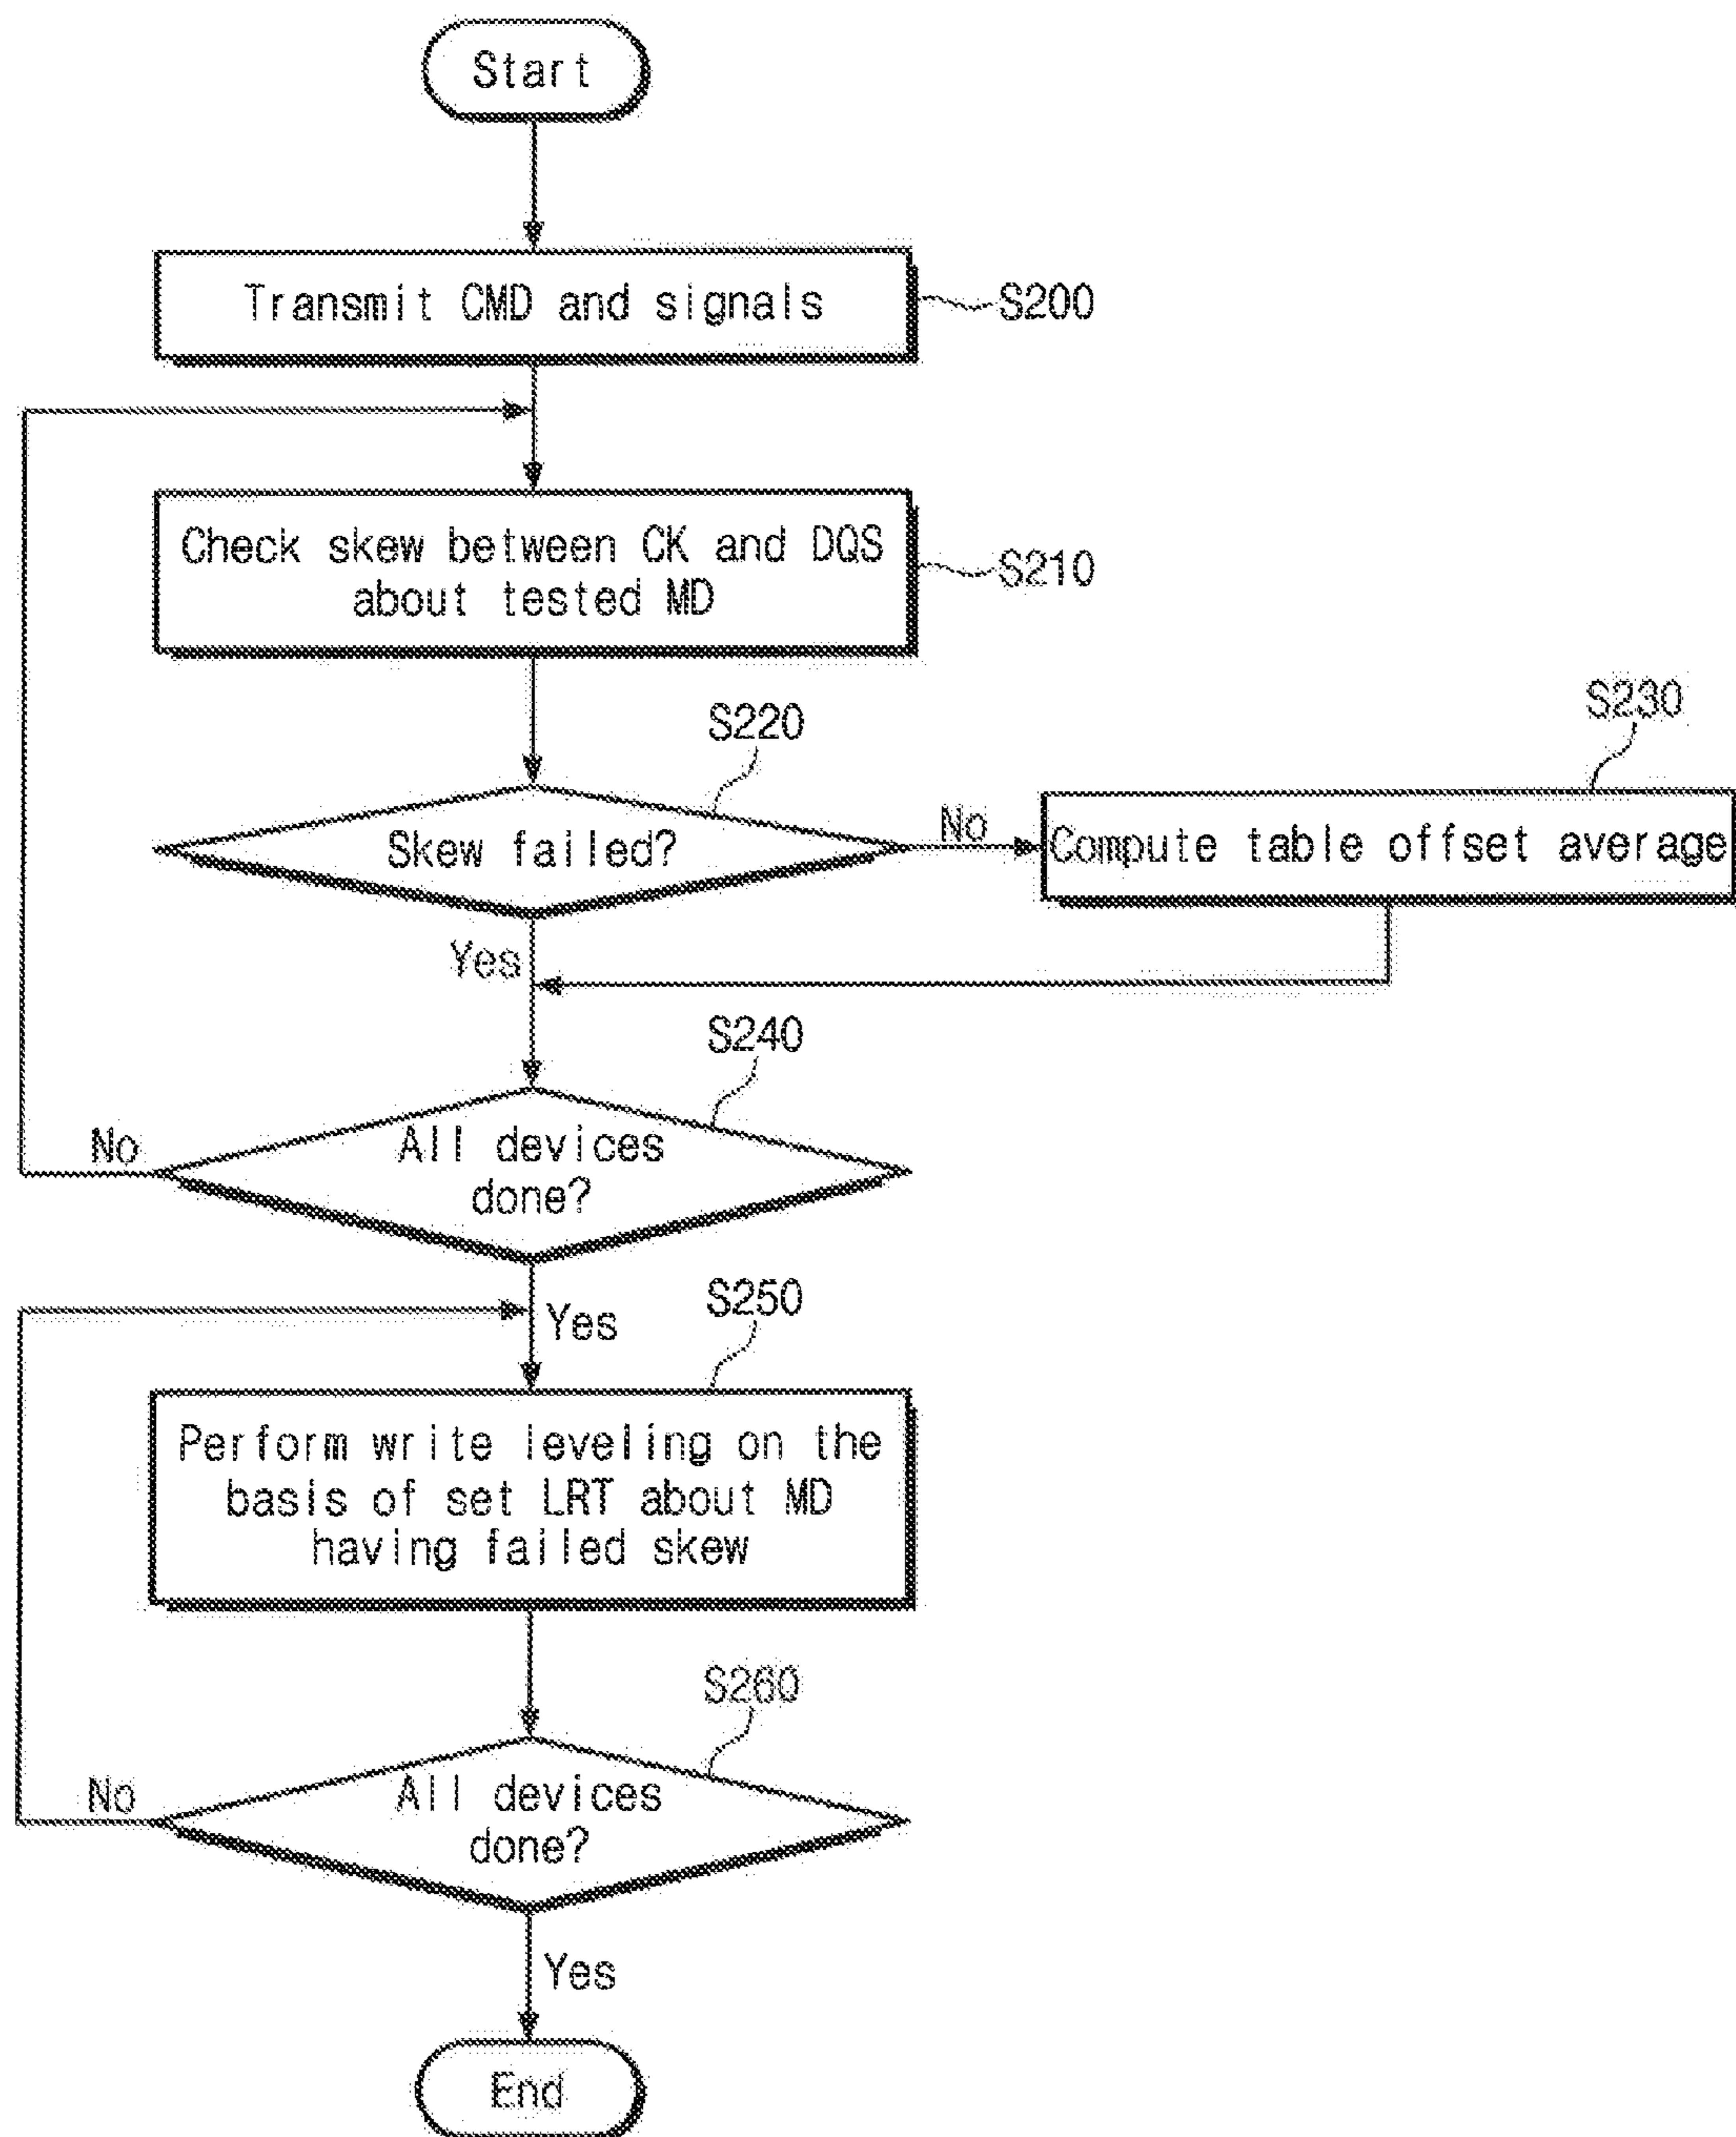 Start
Transmit CMD and signals
S200
Check skew between CK and DQS
about tested MD
S210
S220
S230
Skew failed?
No
Compute table offset average
Yes
S240
No
All devices
done?
S250
Yes
Perform write leveling on the
basis of set LRT about MD
having failed skew
S260
No
All devices
done?
Yes
End